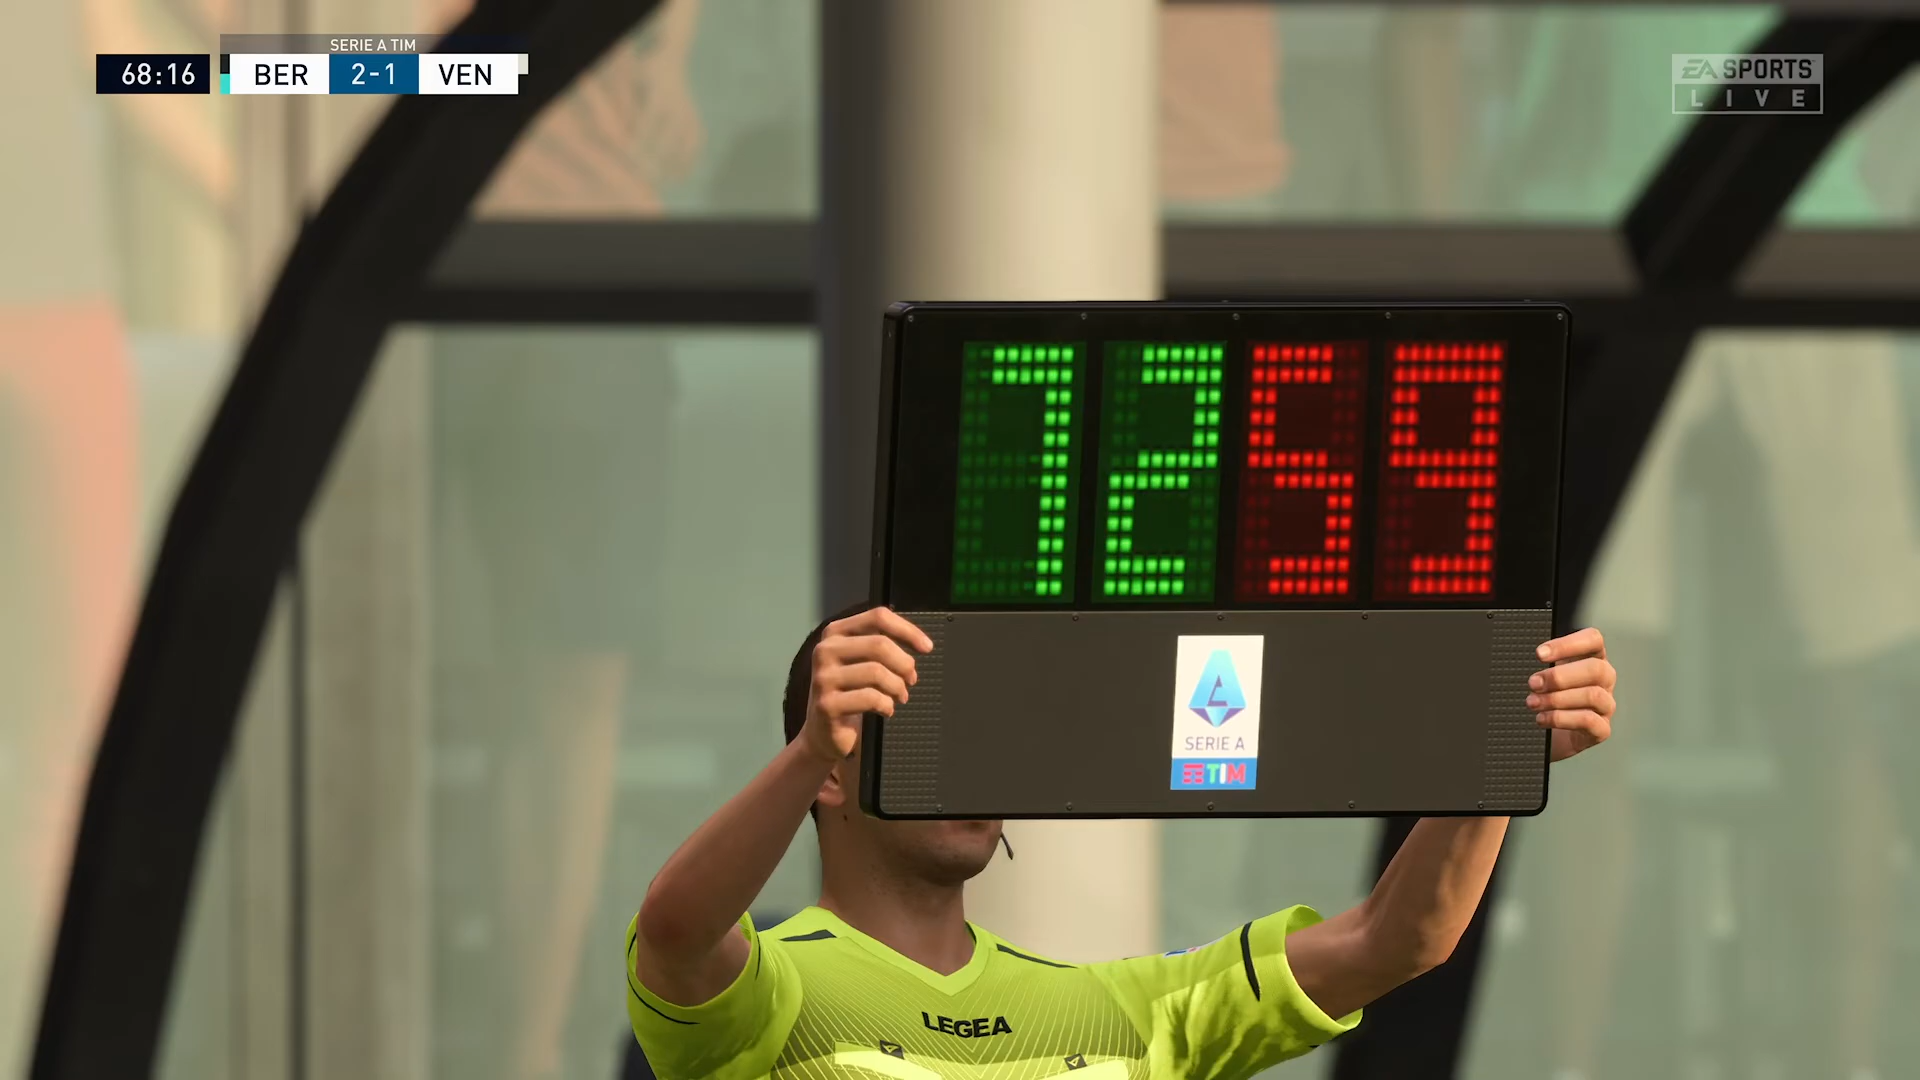 SERIE A TIM
68:16 BER 2-1 VEN
EA SPORTS
LIVE
72 59
SERIE A
TIM
LEGEA